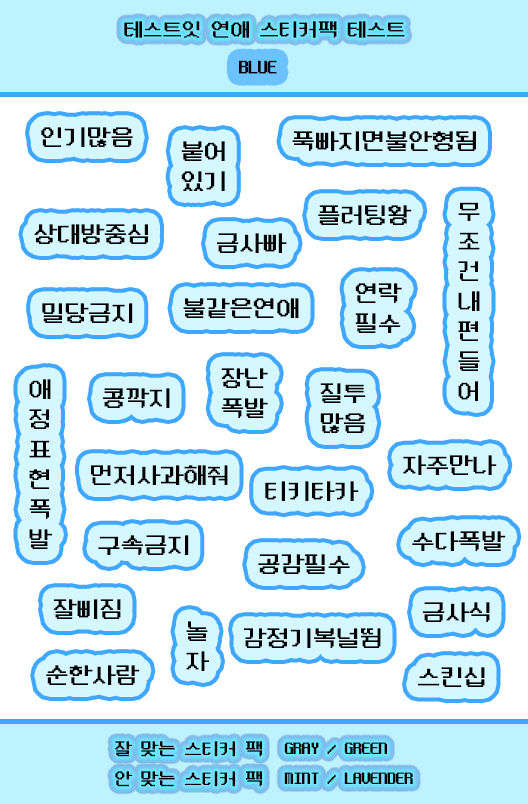 테스트잇 연애 스티커팩 테스트
BLUE
인기많음
붙어
있기
푹빠지면불안형됨
플러팅왕
무
조
건
내
편
들
어
상대방중심
금사빠
연락
필수
밀당금지
불같은연애
장난
폭발
질투
많음
애
정
표
현
폭
발
콩깍지
자주만나
먼저사과해줘
티키타카
수다폭발
구속금지
공감필수
잘삐짐
금사식
놀
자
감정기복널뜀
순한사람
스킨십
잘 맞는 스티커 팩 GRAY / GREEN
안 맞는 스티커 팩 MINT / LAVENDER